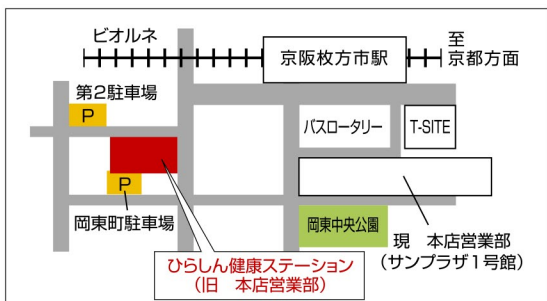 ビオルネ
京阪枚方市駅
至
京都方面
第2駐車場
P
バスロータリー
T-SITE
P
岡東町駐車場
岡東中央公園
現　本店営業部
（サンプラザ1号館）
ひらしん健康ステーション
（旧　本店営業部）